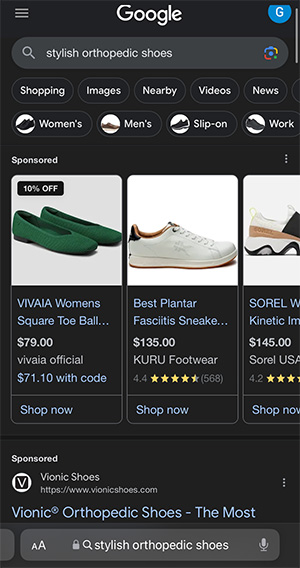 Google
G
stylish orthopedic shoes
Shopping
Images
Nearby
Videos
News
Women's
Men's
Slip-on
Work
Sponsored
10% OFF
VIVAIA Womens
Square Toe Ball...
$79.00
vivaia official
$71.10 with code
Shop now
Best Plantar
Fasciitis Sneake...
$135.00
KURU Footwear
4.4 ★★★★★ (568)
Shop now
SOREL W
Kinetic Im
$145.00
Sorel USA
4.2 ★★★
Shop now
Sponsored
V
Vionic Shoes
https://www.vionicshoes.com
Vionic® Orthopedic Shoes - The Most
AA
stylish orthopedic shoes